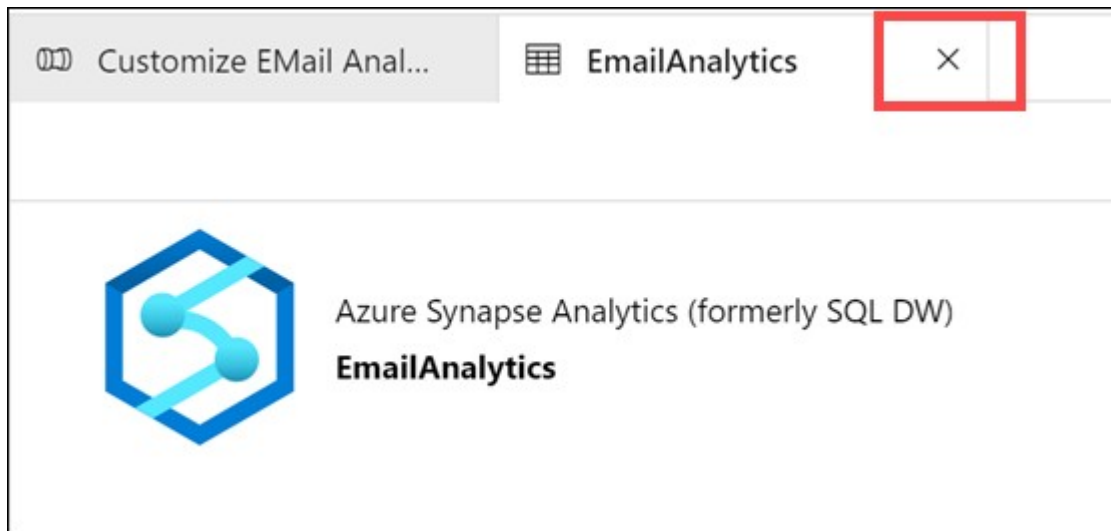 Customize EMail Anal...
EmailAnalytics
Azure Synapse Analytics (formerly SQL DW)
EmailAnalytics